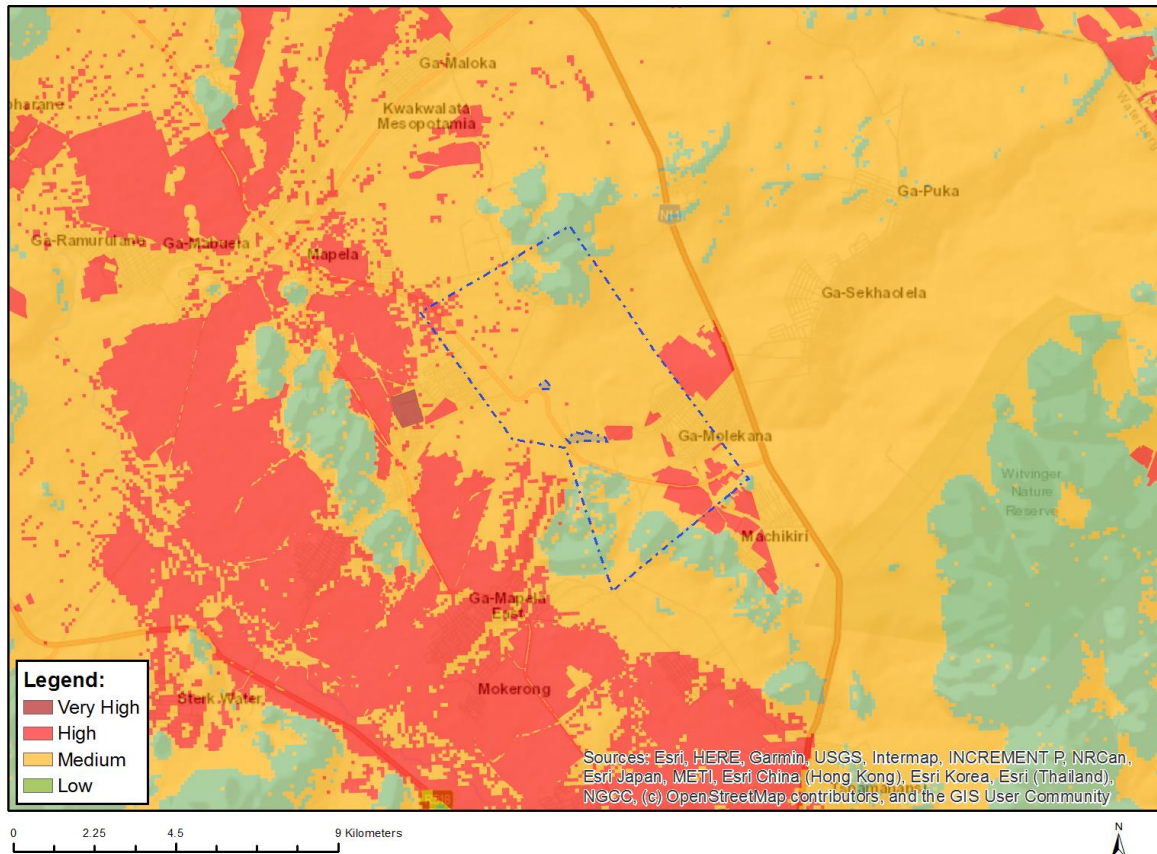 Ga-Maloka
Kwakwalata
Mesopotamia
Ga-Puka
N11
Ga-Ramurulane
Ga-Mabuela
Mapela
Ga-Sekhaolela
Ga-Molekana
Witvinger
Nature
Reserve
Machikiri
Ga-Mapela
East
Mokerong
Sterk Water
Legend:
Very High
High
Medium
Low
Sources: Esri, HERE, Garmin, USGS, Intermap, INCREMENT P, NRCan,
Esri Japan, METI, Esri China (Hong Kong), Esri Korea, Esri (Thailand),
NGCC, (c) OpenStreetMap contributors, and the GIS User Community
0 2.25 4.5 9 Kilometers
N